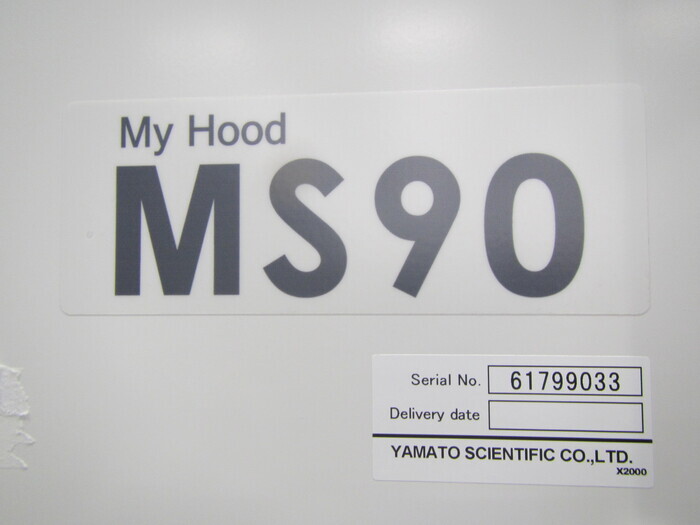 My Hood
MS90
Serial No. 61799033
Delivery date
YAMATO SCIENTIFIC CO.,LTD.
X2000